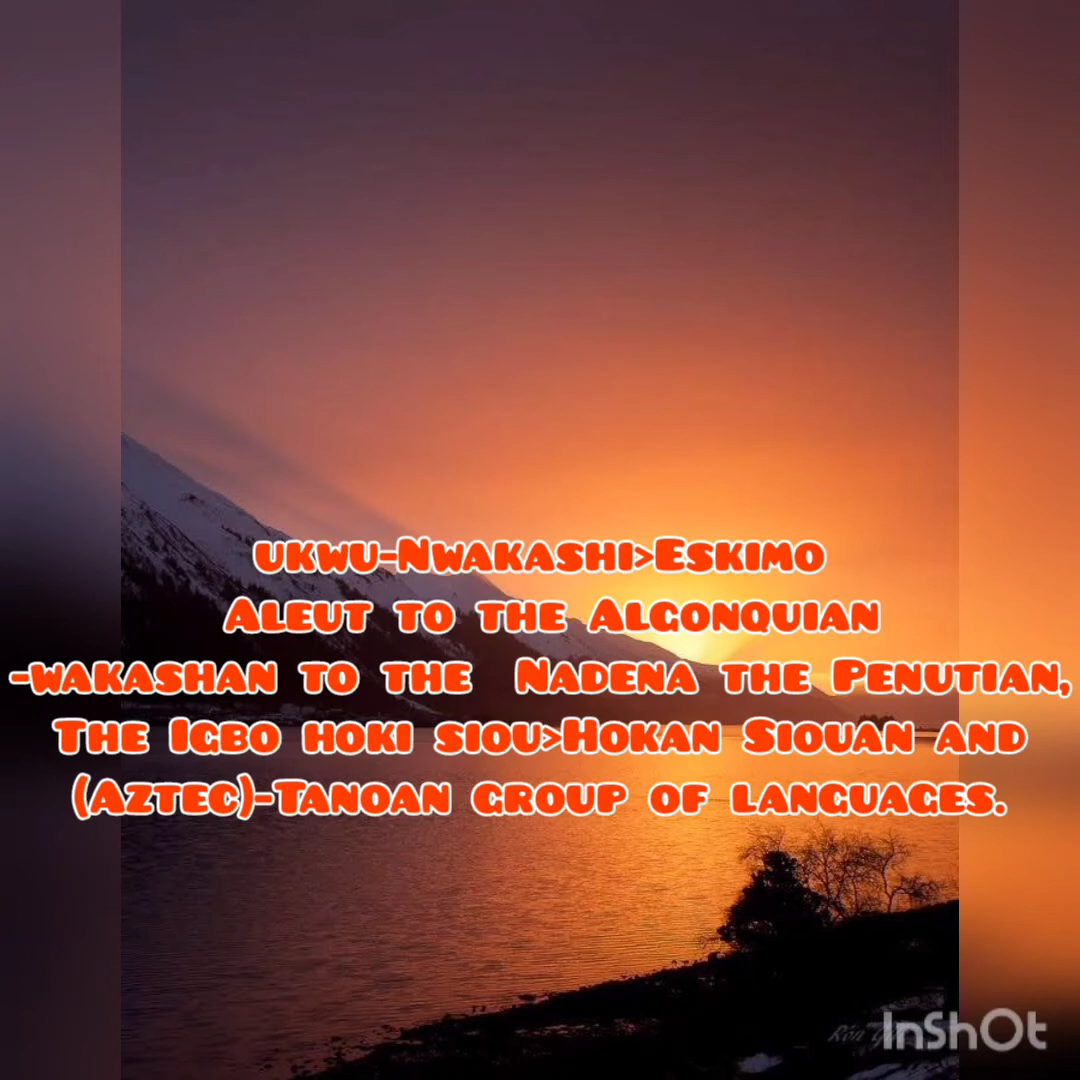 ukwu-Nwakashi>Eskimo
Aleut to the Algonquian
-wakashan to the Nadena the Penutian,
The Igbo hoki siou>Hokan Siouan and
(Aztec)-Tanoan group of languages.
InShOt